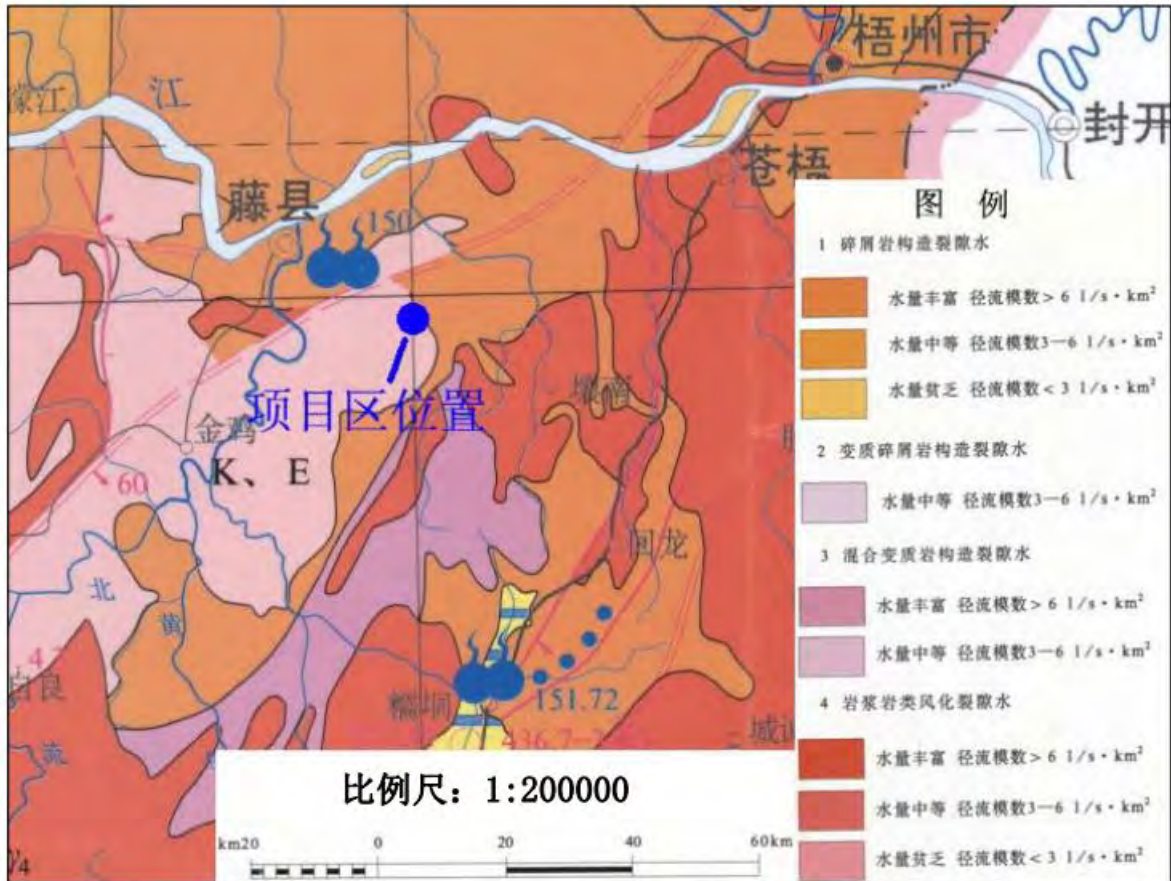 梧州市
濛江
江
封开
苍梧
藤县
150
项目区位置
金鸡
K、E
60
回龙
北
黄
自良
流
糯垌
151.72
436.7
γ4
图 例
1 碎屑岩构造裂隙水
水量丰富 径流模数>6 l/s·km²
水量中等 径流模数3—6 l/s·km²
水量贫乏 径流模数<3 l/s·km²
2 变质碎屑岩构造裂隙水
水量中等 径流模数3—6 l/s·km²
3 混合变质岩构造裂隙水
水量丰富 径流模数>6 l/s·km²
水量中等 径流模数3—6 l/s·km²
4 岩浆岩类风化裂隙水
水量丰富 径流模数>6 l/s·km²
水量中等 径流模数3—6 l/s·km²
水量贫乏 径流模数<3 l/s·km²
比例尺：1:200000
km20 0 20 40 60km